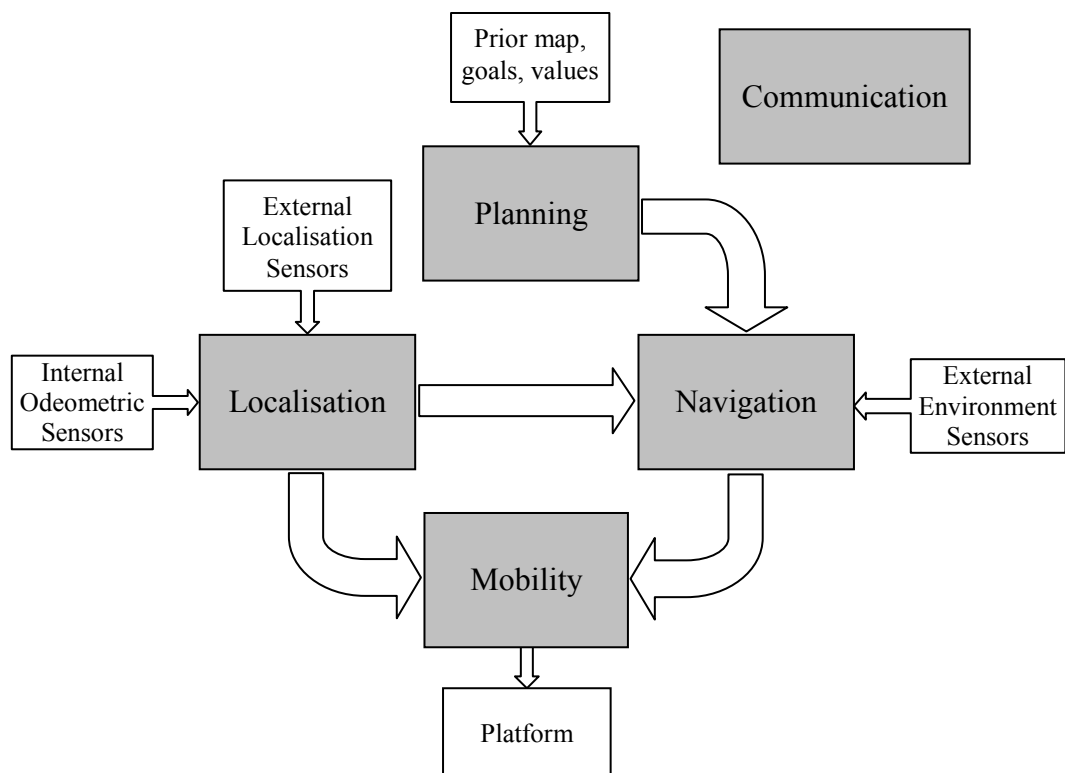 Prior map,
goals, values
Communication
Planning
External
Localisation
Sensors
Internal
Odeometric
Sensors
Localisation
Navigation
External
Environment
Sensors
Mobility
Platform